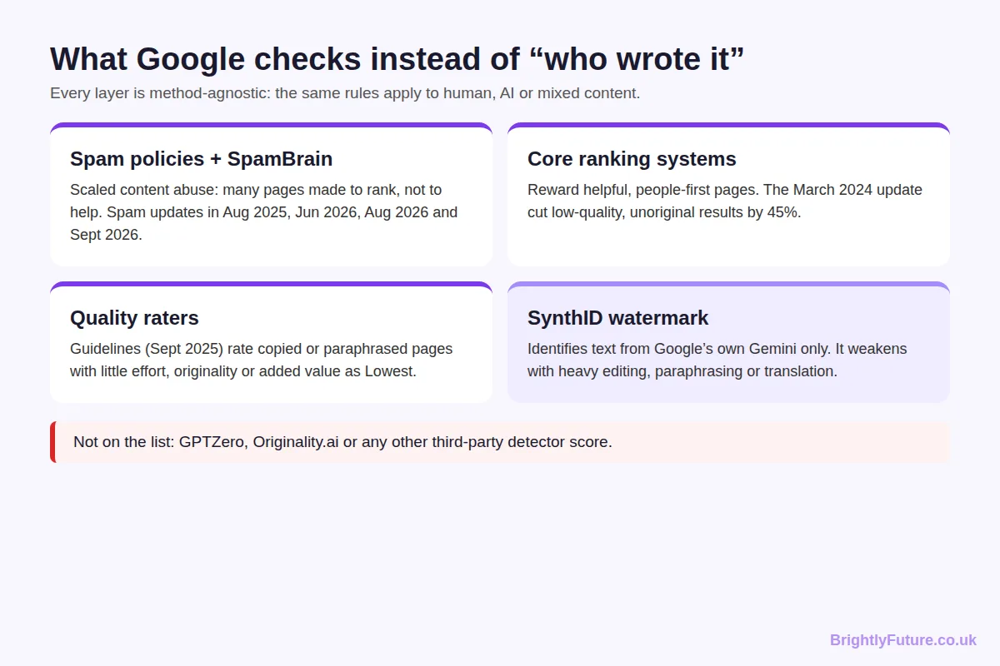 What Google checks instead of “who wrote it”
Every layer is method-agnostic: the same rules apply to human, AI or mixed content.
Spam policies + SpamBrain
Scaled content abuse: many pages made to rank, not to
help. Spam updates in Aug 2025, Jun 2026, Aug 2026 and
Sept 2026.
Core ranking systems
Reward helpful, people-first pages. The March 2024 update
cut low-quality, unoriginal results by 45%.
Quality raters
Guidelines (Sept 2025) rate copied or paraphrased pages
with little effort, originality or added value as Lowest.
SynthID watermark
Identifies text from Google’s own Gemini only. It weakens
with heavy editing, paraphrasing or translation.
Not on the list: GPTZero, Originality.ai or any other third-party detector score.
BrightlyFuture.co.uk